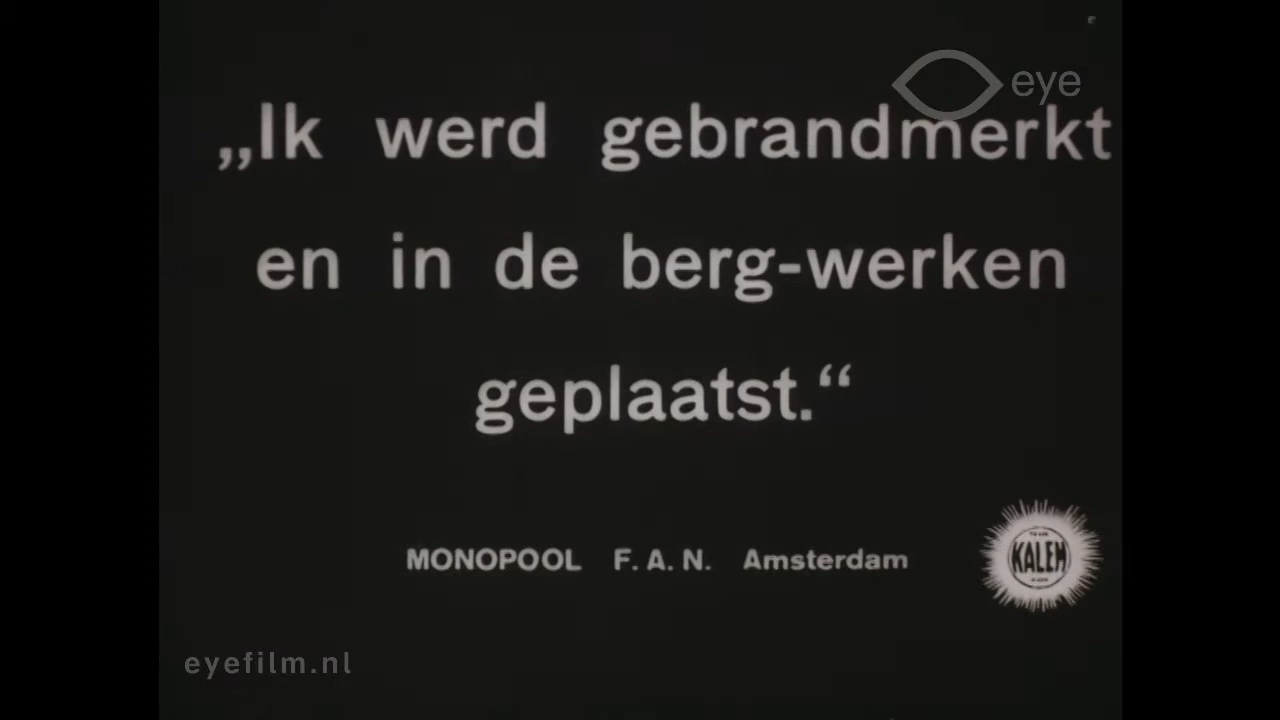 eye
„Ik werd gebrandmerkt
en in de berg-werken
geplaatst.“
MONOPOOL F. A. N. Amsterdam
KALEM
eyefilm.nl